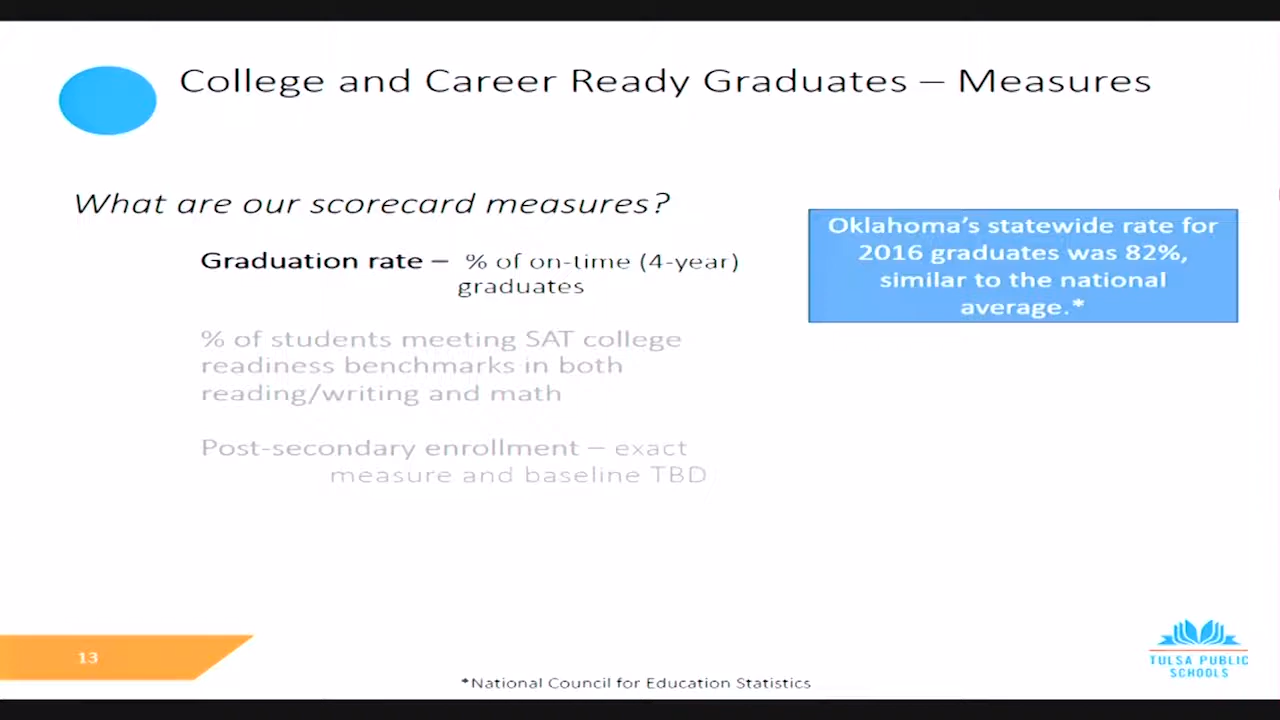 College and Career Ready Graduates – Measures
What are our scorecard measures?
Graduation rate – % of on-time (4-year)
graduates
% of students meeting SAT college
readiness benchmarks in both
reading/writing and math
Post-secondary enrollment – exact
measure and baseline TBD
Oklahoma's statewide rate for
2016 graduates was 82%,
similar to the national
average.*
13
*National Council for Education Statistics
TULSA PUBLIC
SCHOOLS